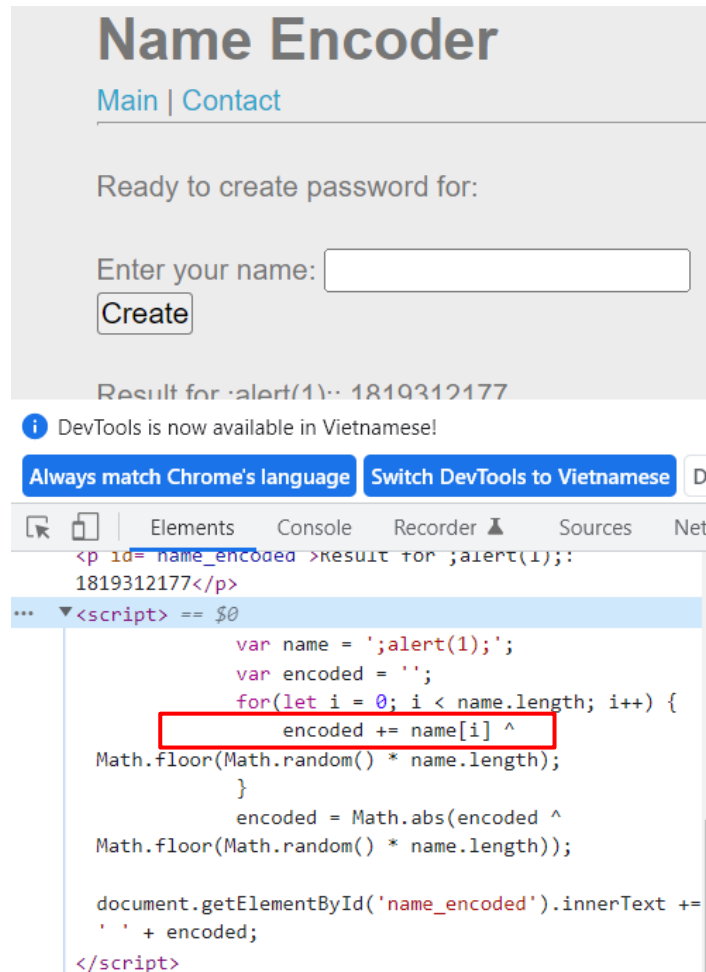 Name Encoder
Main | Contact
Ready to create password for:
Enter your name:
Create
Result for ;alert(1);: 1819312177
DevTools is now available in Vietnamese!
Always match Chrome's language Switch DevTools to Vietnamese D
Elements Console Recorder Sources Net
<p id="name_encoded">Result for ;alert(1);:
1819312177</p>
... ▼<script> == $0
var name = ';alert(1);';
var encoded = '';
for(let i = 0; i < name.length; i++) {
encoded += name[i] ^
Math.floor(Math.random() * name.length);
}
encoded = Math.abs(encoded ^
Math.floor(Math.random() * name.length));
document.getElementById('name_encoded').innerText +=
' ' + encoded;
</script>